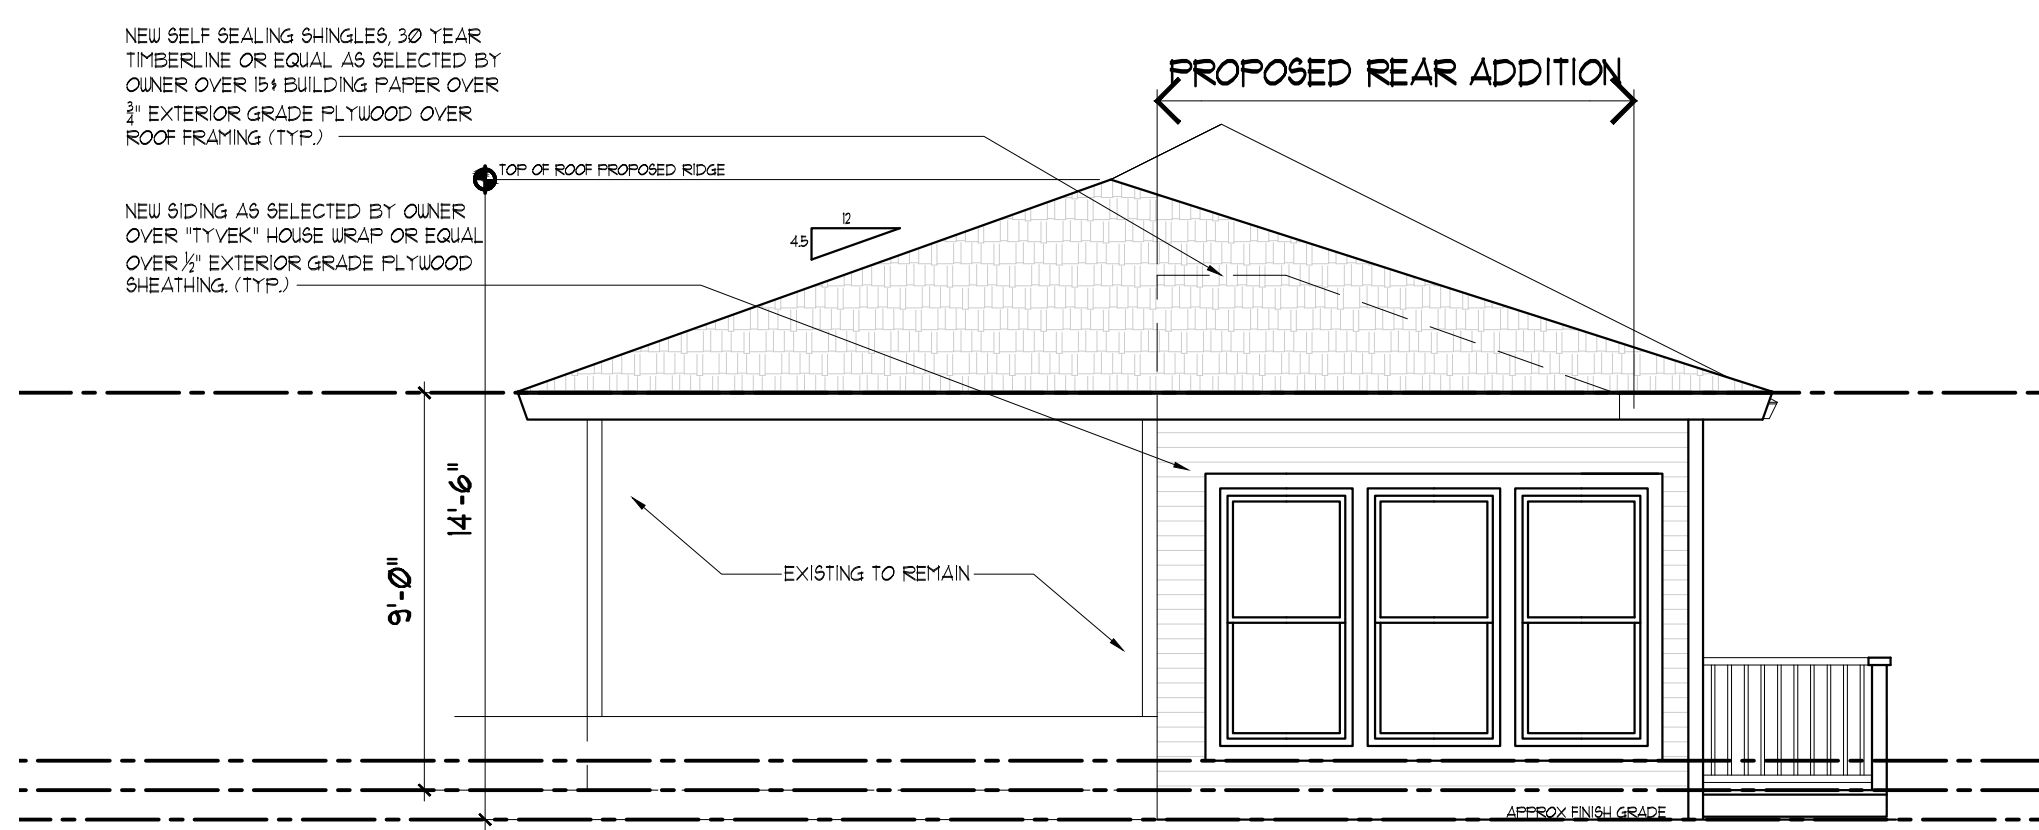 NEW SELF SEALING SHINGLES, 30 YEAR
TIMBERLINE OR EQUAL AS SELECTED BY
OWNER OVER 15# BUILDING PAPER OVER
3/4" EXTERIOR GRADE PLYWOOD OVER
ROOF FRAMING (TYP.)
PROPOSED REAR ADDITION
TOP OF ROOF PROPOSED RIDGE
NEW SIDING AS SELECTED BY OWNER
OVER "TYVEK" HOUSE WRAP OR EQUAL
OVER 1/2" EXTERIOR GRADE PLYWOOD
SHEATHING. (TYP.)
12
4.5
14'-6"
9'-0"
EXISTING TO REMAIN
APPROX FINISH GRADE